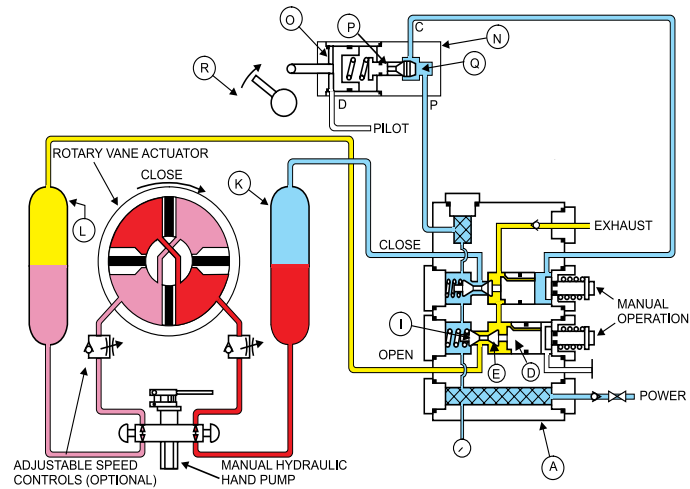 O
P
C
N
Q
R
D
P
PILOT
ROTARY VANE ACTUATOR
CLOSE
K
L
EXHAUST
CLOSE
MANUAL
OPERATION
I
OPEN
E
D
POWER
A
ADJUSTABLE SPEED
CONTROLS (OPTIONAL)
MANUAL HYDRAULIC
HAND PUMP